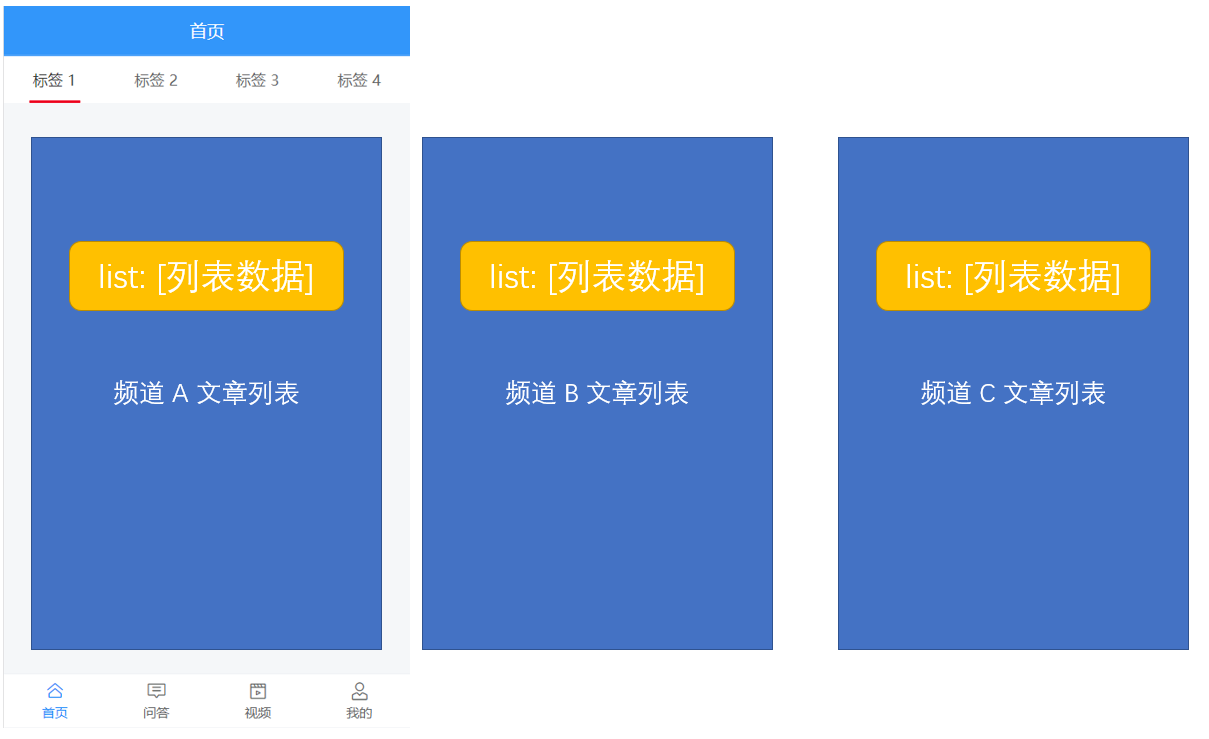 首页
标签 1
标签 2
标签 3
标签 4
list: [列表数据]
频道 A 文章列表
list: [列表数据]
频道 B 文章列表
list: [列表数据]
频道 C 文章列表
首页
问答
视频
我的